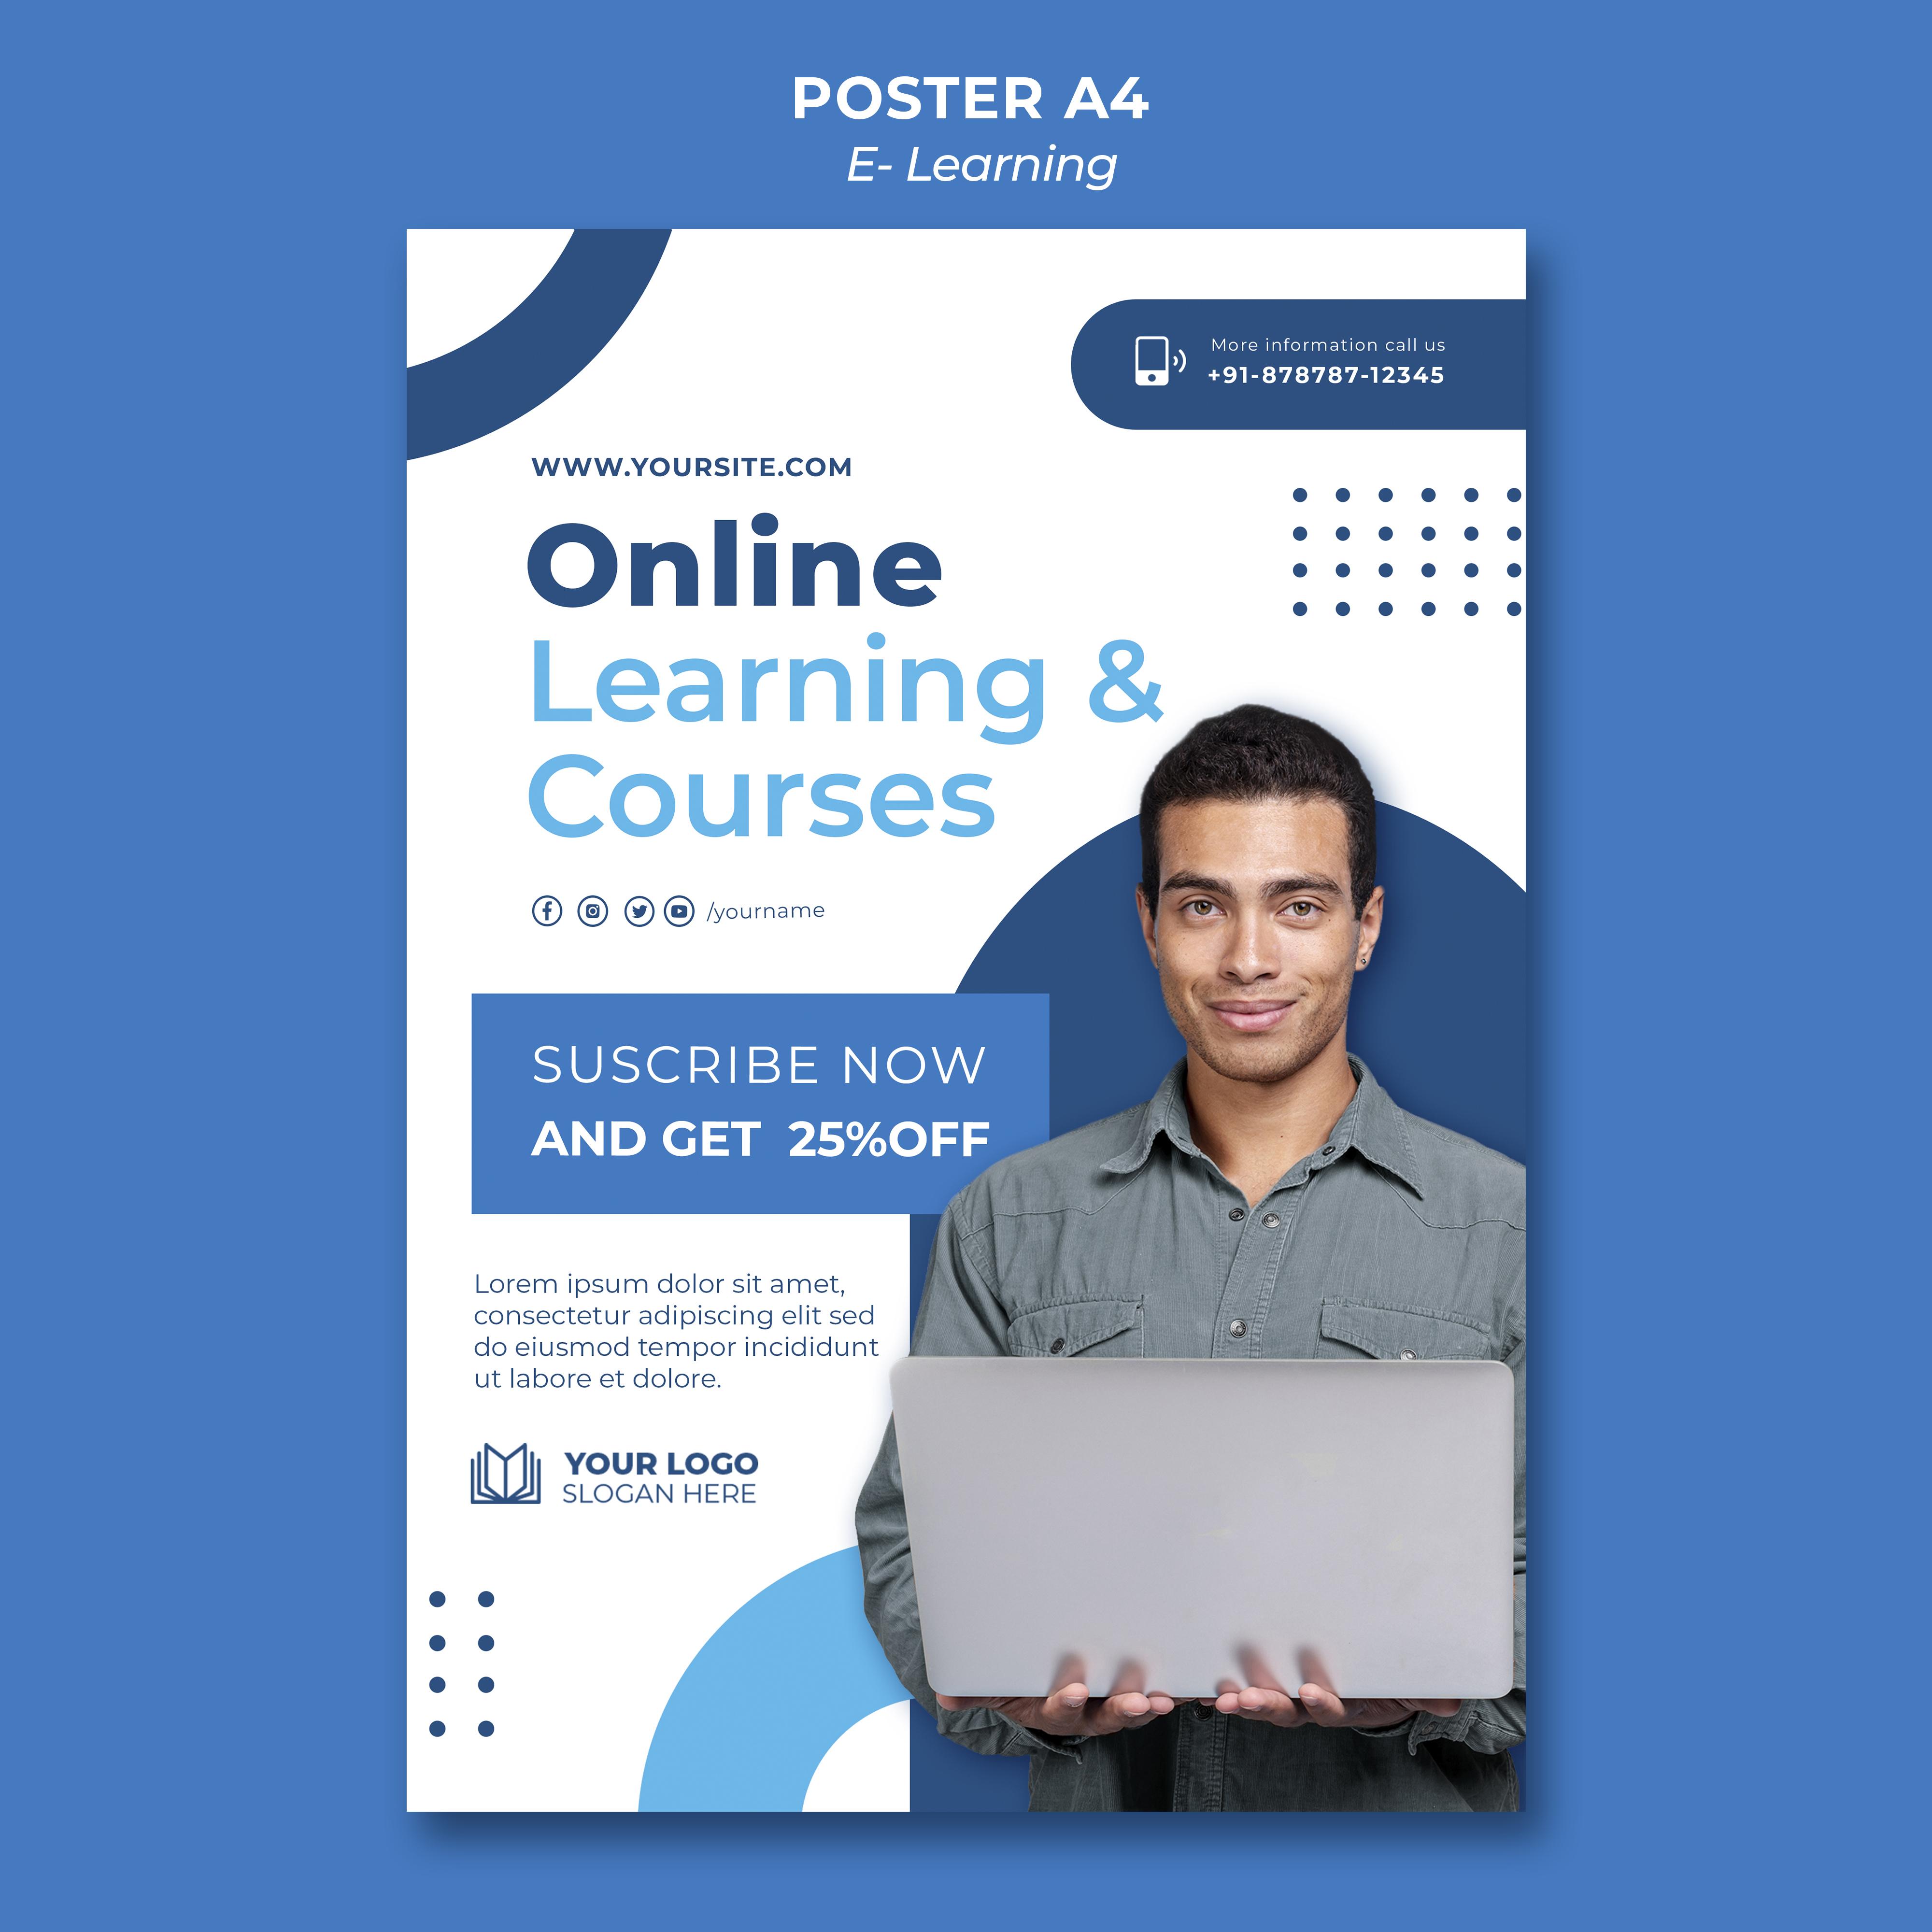 POSTER A4
E- Learning
More information call us
+91-878787-12345
WWW.YOURSITE.COM
Online
Learning &
Courses
/yourname
SUSCRIBE NOW
AND GET 25%OFF
Lorem ipsum dolor sit amet,
consectetur adipiscing elit sed
do eiusmod tempor incididunt
ut labore et dolore.
YOUR LOGO
SLOGAN HERE